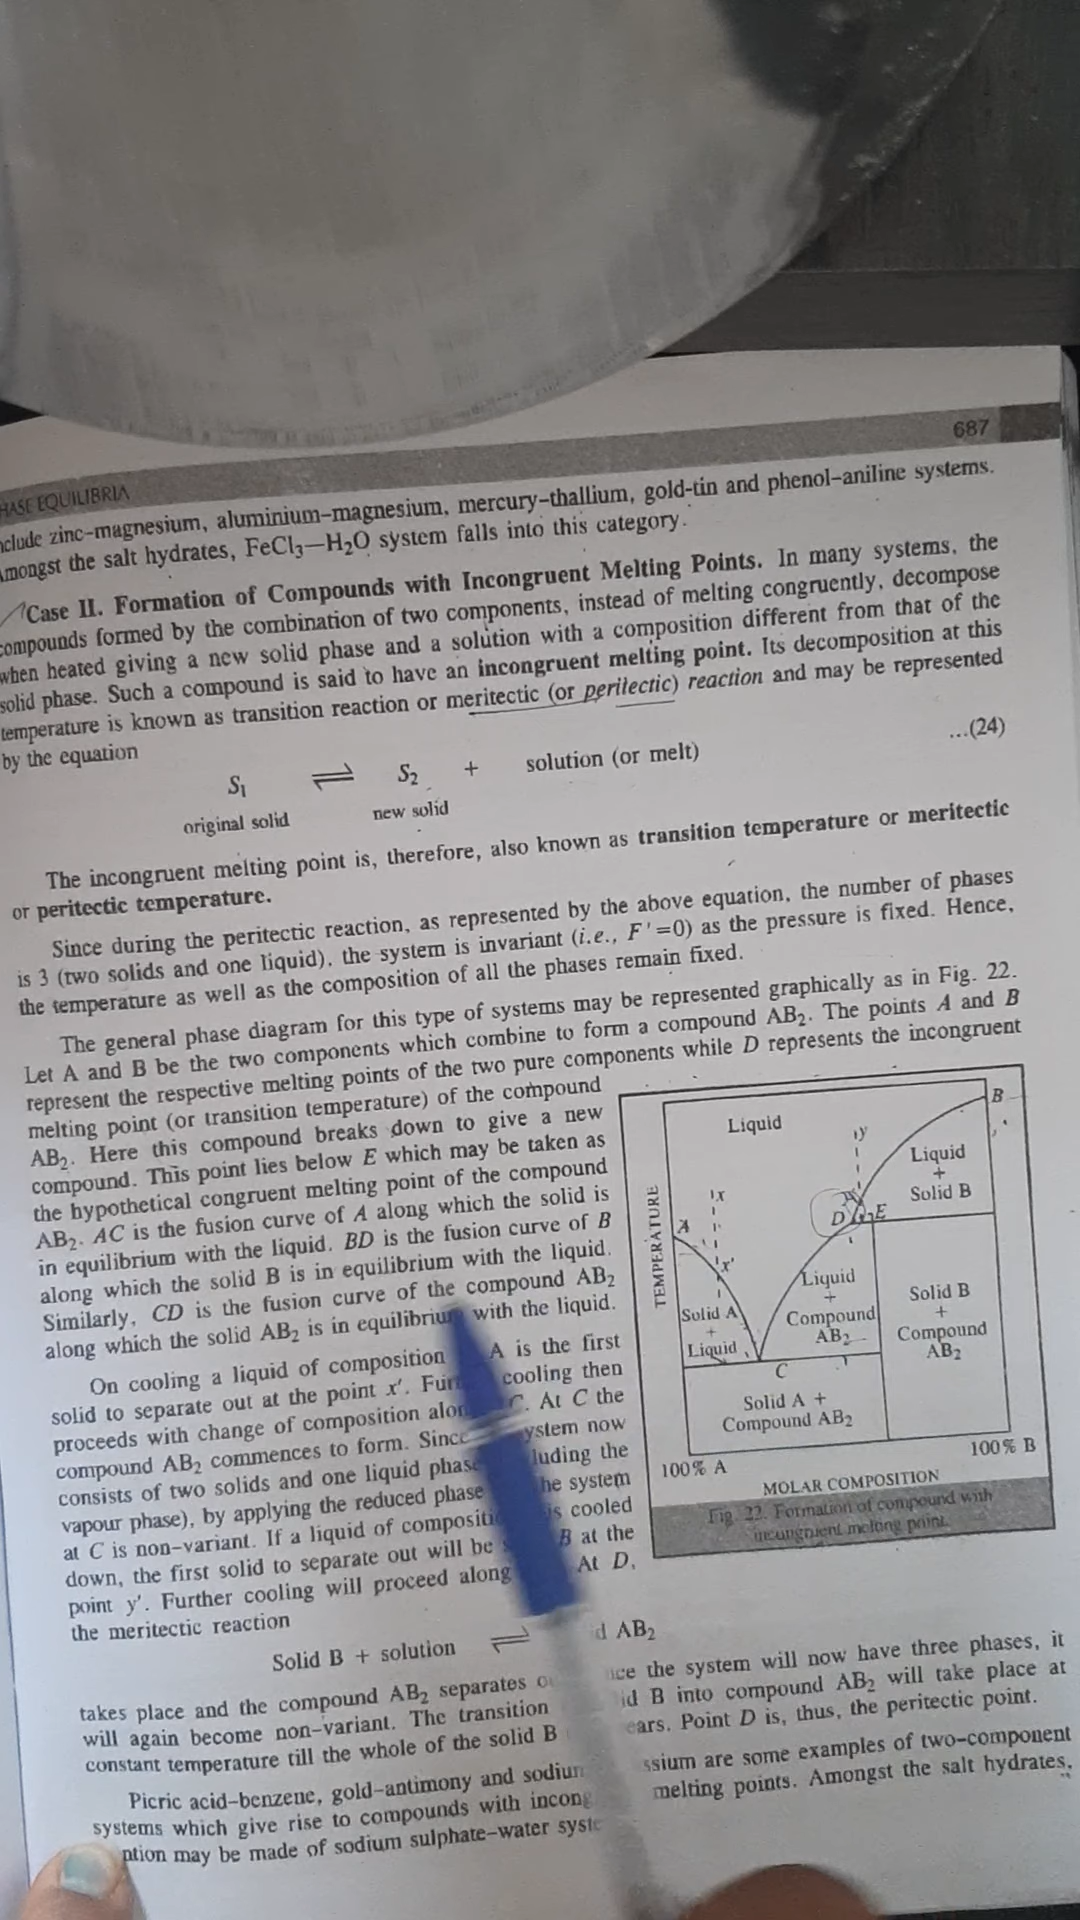 HASE EQUILIBRIA
687
nclude zinc-magnesium, aluminium-magnesium, mercury-thallium, gold-tin and phenol-aniline systems.
Amongst the salt hydrates, FeCl3—H2O system falls into this category.
Case II. Formation of Compounds with Incongruent Melting Points. In many systems, the
compounds formed by the combination of two components, instead of melting congruently, decompose
when heated giving a new solid phase and a solution with a composition different from that of the
solid phase. Such a compound is said to have an incongruent melting point. Its decomposition at this
temperature is known as transition reaction or meritectic (or peritectic) reaction and may be represented
by the equation
S1 ⇌ S2 + solution (or melt) ...(24)
original solid new solid
The incongruent melting point is, therefore, also known as transition temperature or meritectic
or peritectic temperature.
Since during the peritectic reaction, as represented by the above equation, the number of phases
is 3 (two solids and one liquid), the system is invariant (i.e., F'=0) as the pressure is fixed. Hence,
the temperature as well as the composition of all the phases remain fixed.
The general phase diagram for this type of systems may be represented graphically as in Fig. 22.
Let A and B be the two components which combine to form a compound AB2. The points A and B
represent the respective melting points of the two pure components while D represents the incongruent
melting point (or transition temperature) of the compound
AB2. Here this compound breaks down to give a new
compound. This point lies below E which may be taken as
the hypothetical congruent melting point of the compound
AB2. AC is the fusion curve of A along which the solid is
in equilibrium with the liquid. BD is the fusion curve of B
along which the solid B is in equilibrium with the liquid.
Similarly, CD is the fusion curve of the compound AB2
along which the solid AB2 is in equilibrium with the liquid.
On cooling a liquid of composition A is the first
solid to separate out at the point x'. cooling then
proceeds with change of composition C. At C the
compound AB2 commences to form. system now
consists of two solids and one liquid the
vapour phase), by applying the reduced phase system
at C is non-variant. If a liquid of is cooled
down, the first solid to separate out will be B at the
point y'. Further cooling will proceed along At D,
the meritectic reaction
Solid B + solution ⇌ AB2
takes place and the compound AB2 separates the system will now have three phases, it
will again become non-variant. The transition B into compound AB2 will take place at
constant temperature till the whole of the solid B Point D is, thus, the peritectic point.
Picric acid-benzene, gold-antimony and are some examples of two-component
systems which give rise to compounds with melting points. Amongst the salt hydrates,
may be made of sodium sulphate-water
TEMPERATURE
Liquid
B
y
Liquid
+
Solid B
x
A
D
E
x'
Solid A
+
Liquid
Liquid
+
Compound
AB2
Solid B
+
Compound
AB2
C
Solid A +
Compound AB2
100% A
100% B
MOLAR COMPOSITION
Fig. 22. Formation of compound with
incongruent melting point.